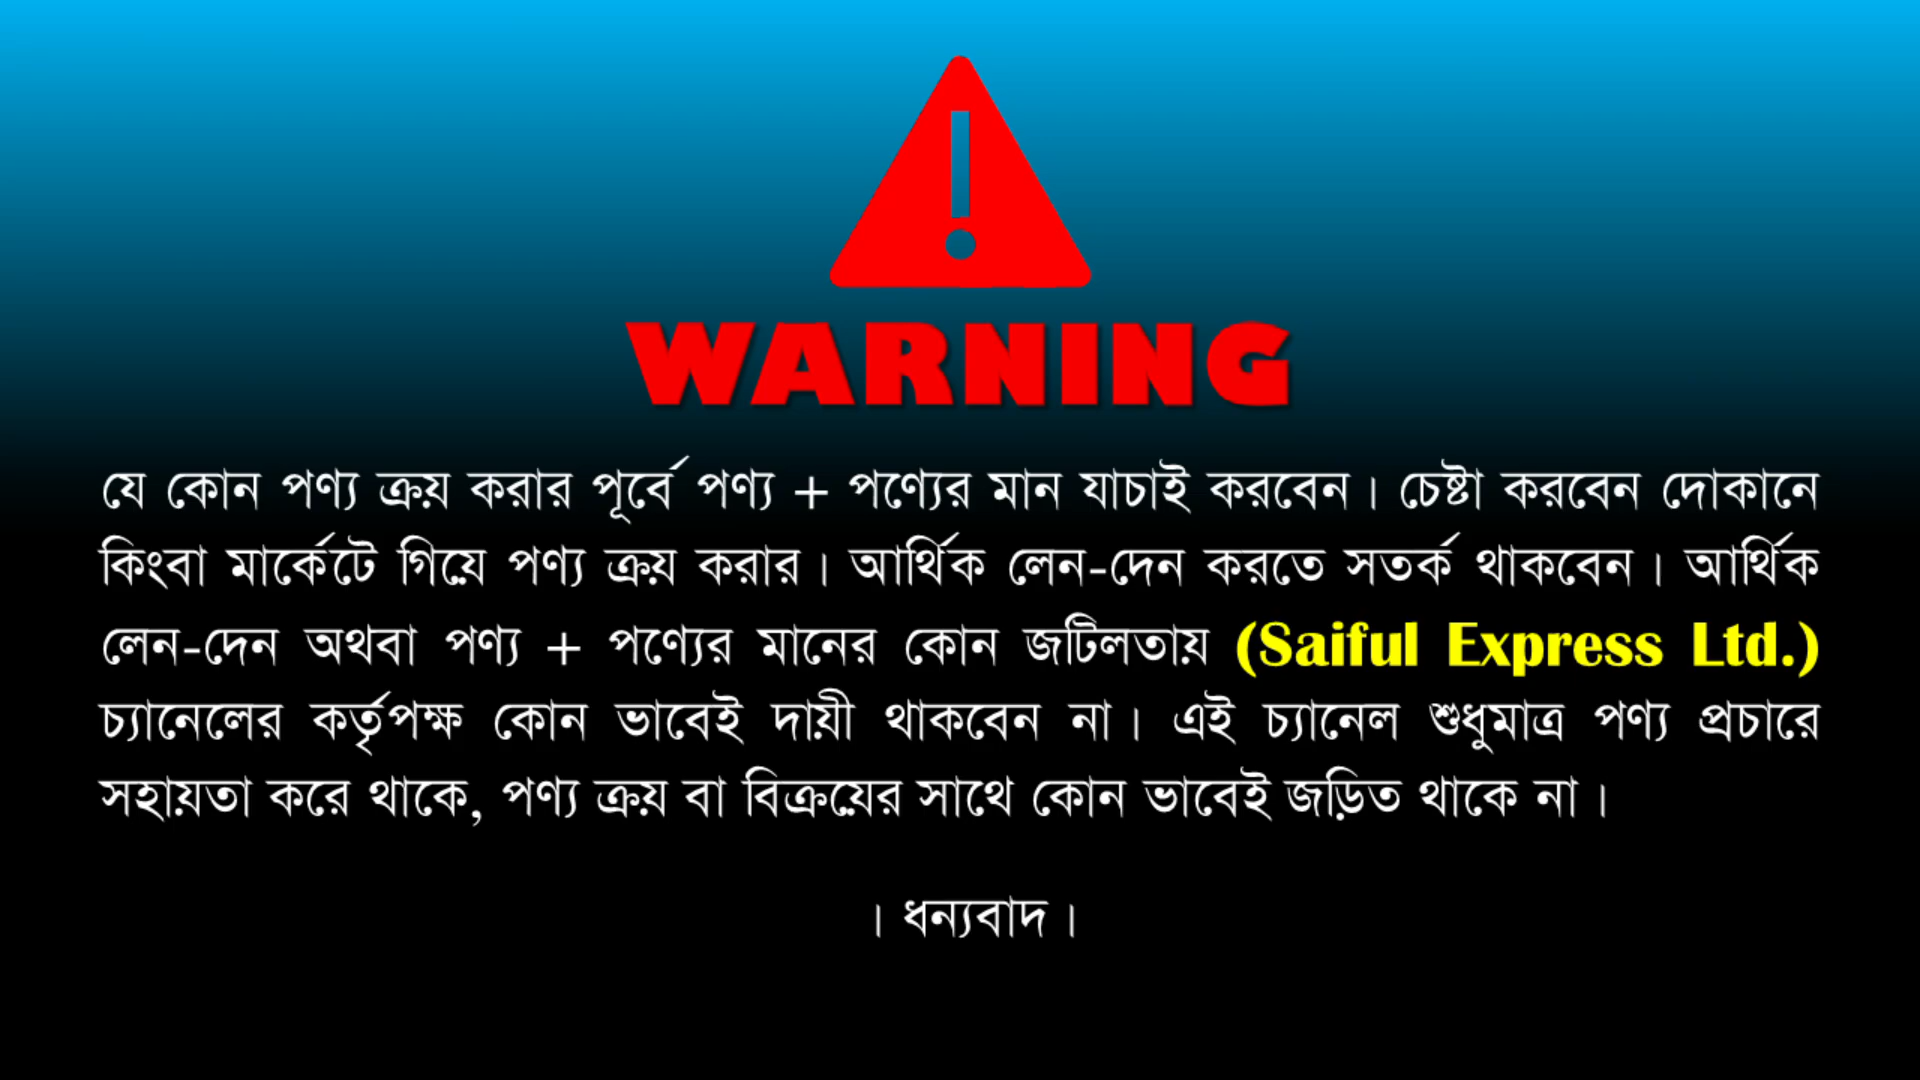 WARNING
যে কোন পণ্য ক্রয় করার পূর্বে পণ্য + পণ্যের মান যাচাই করবেন। চেষ্টা করবেন দোকানে
কিংবা মার্কেটে গিয়ে পণ্য ক্রয় করার। আর্থিক লেন-দেন করতে সতর্ক থাকবেন। আর্থিক
লেন-দেন অথবা পণ্য + পণ্যের মানের কোন জটিলতায় (Saiful Express Ltd.)
চ্যানেলের কর্তৃপক্ষ কোন ভাবেই দায়ী থাকবেন না। এই চ্যানেল শুধুমাত্র পণ্য প্রচারে
সহায়তা করে থাকে, পণ্য ক্রয় বা বিক্রয়ের সাথে কোন ভাবেই জড়িত থাকে না।
। ধন্যবাদ।